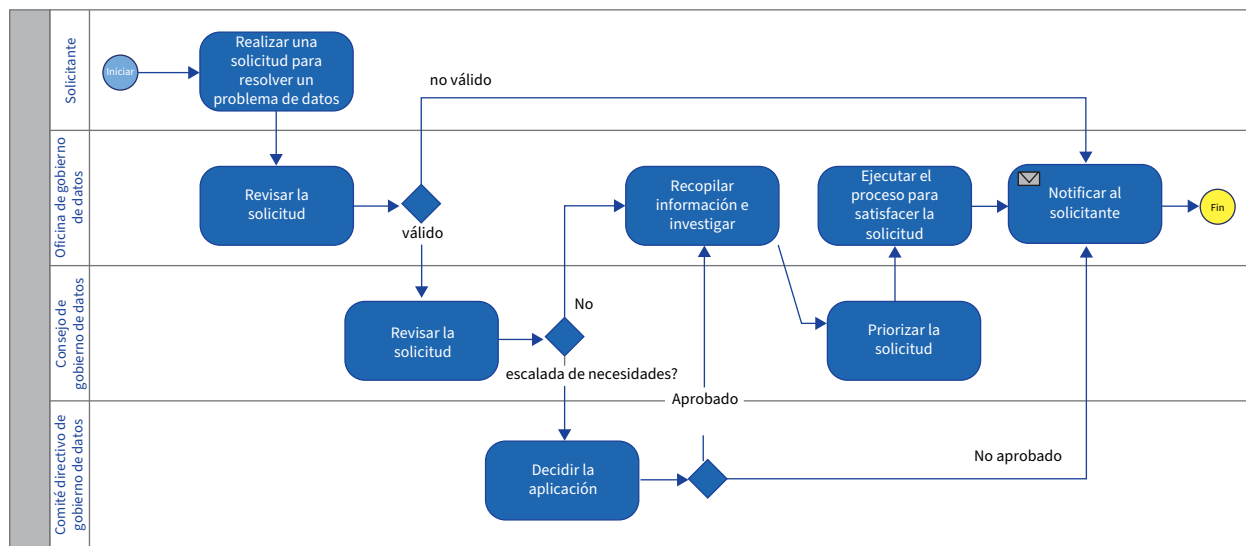 Solicitante
Iniciar
Realizar una
solicitud para
resolver un
problema de datos
no válido
Oficina de gobierno
de datos
Revisar la
solicitud
válido
Recopilar
información e
investigar
Ejecutar el
proceso para
satisfacer la
solicitud
Notificar al
solicitante
Fin
Consejo de
gobierno de datos
Revisar la
solicitud
No
escalada de necesidades?
Priorizar la
solicitud
Aprobado
Comité directivo de
gobierno de datos
Decidir la
aplicación
No aprobado